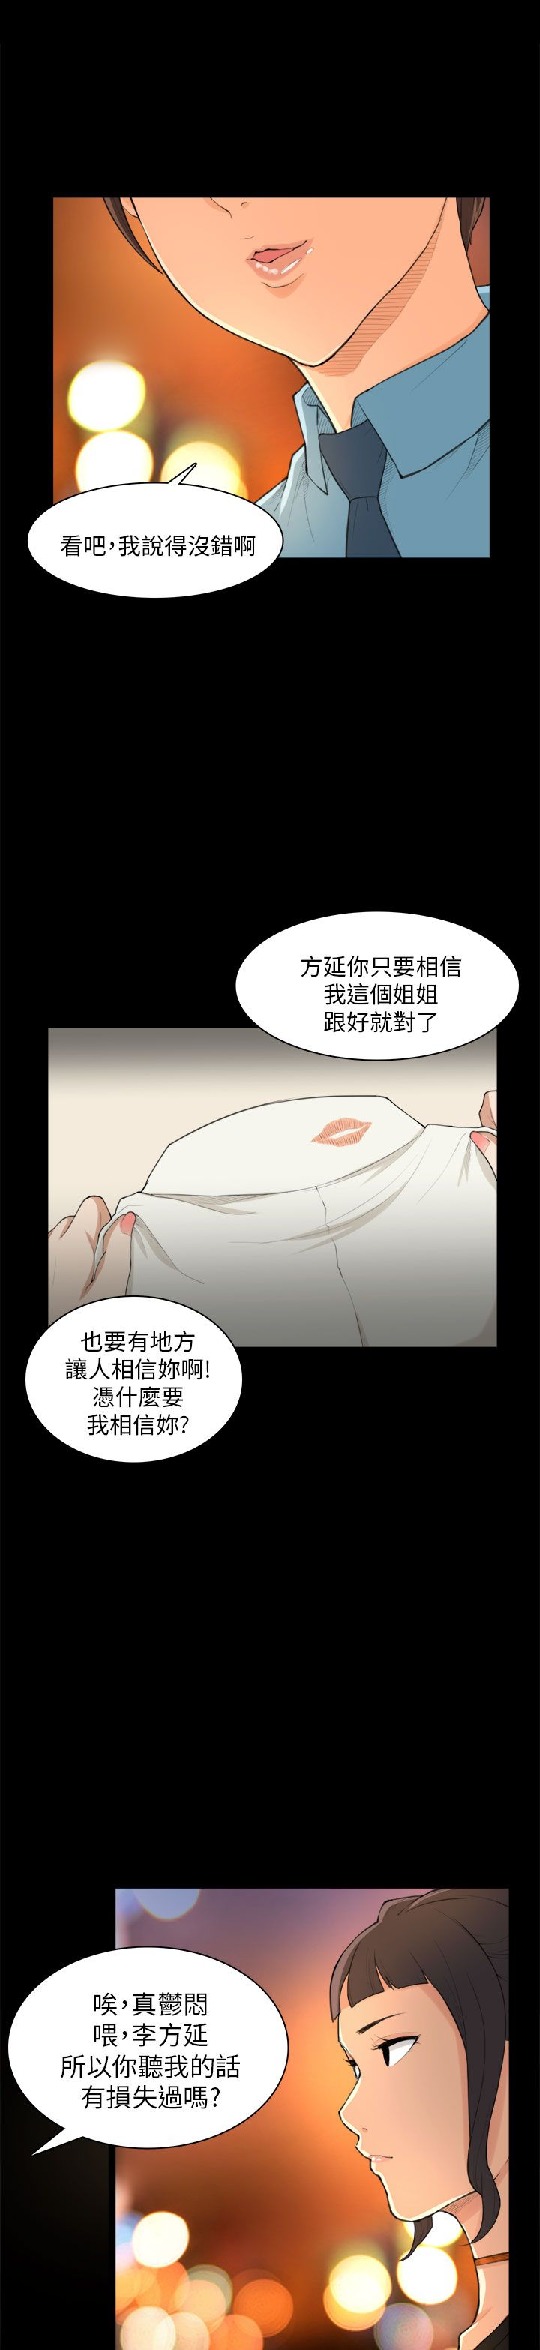 看吧，我說得沒錯啊
方延你只要相信
我這個姐姐
跟好就對了
也要有地方
讓人相信妳啊!
憑什麼要
我相信妳?
唉，真鬱悶
喂，李方延
所以你聽我的話
有損失過嗎?